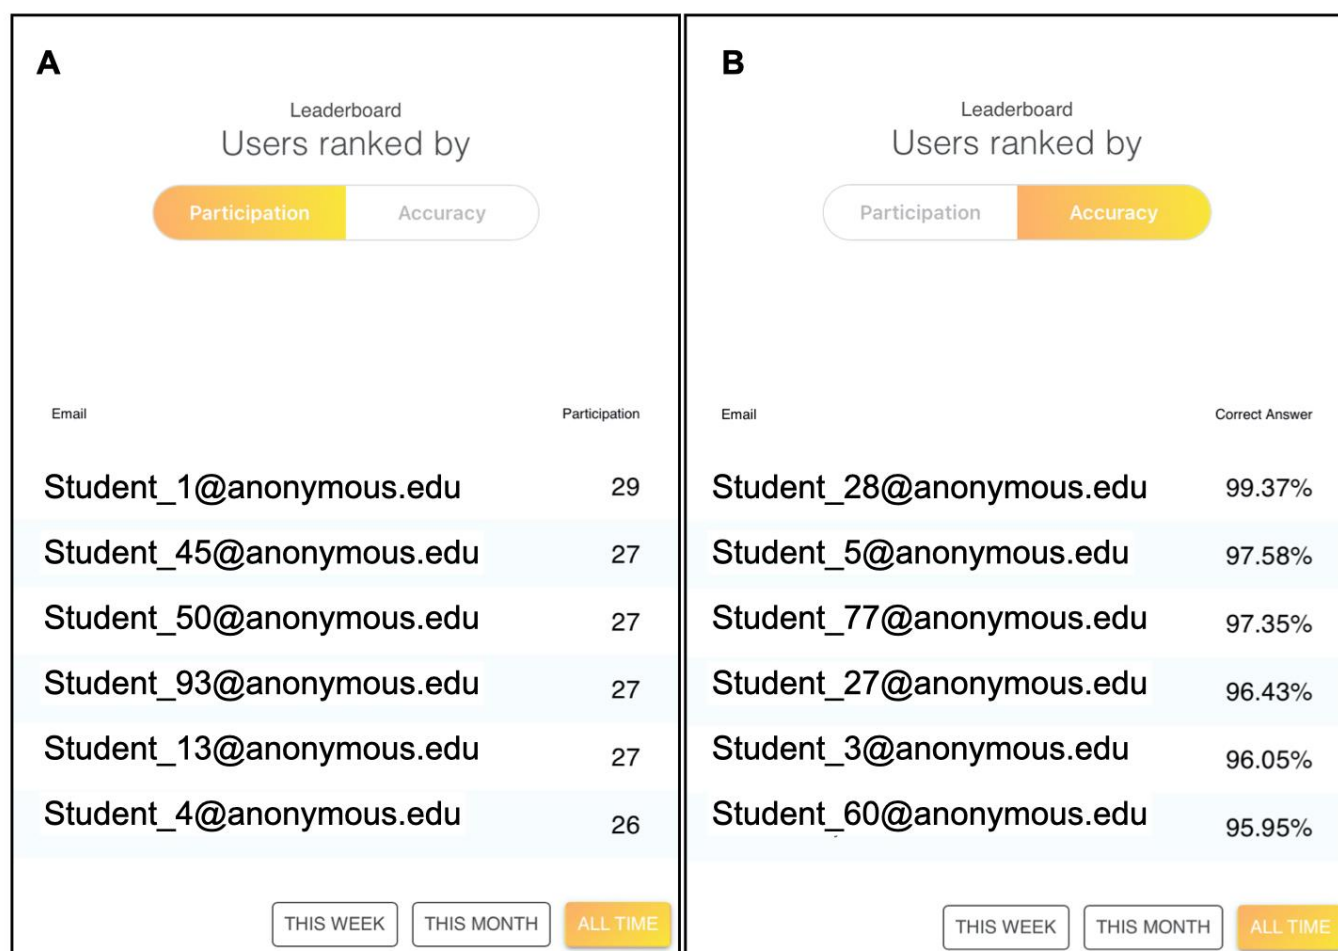 A
Leaderboard
Users ranked by
Participation Accuracy
Email Participation
Student_1@anonymous.edu 29
Student_45@anonymous.edu 27
Student_50@anonymous.edu 27
Student_93@anonymous.edu 27
Student_13@anonymous.edu 27
Student_4@anonymous.edu 26
THIS WEEK THIS MONTH ALL TIME
B
Leaderboard
Users ranked by
Participation Accuracy
Email Correct Answer
Student_28@anonymous.edu 99.37%
Student_5@anonymous.edu 97.58%
Student_77@anonymous.edu 97.35%
Student_27@anonymous.edu 96.43%
Student_3@anonymous.edu 96.05%
Student_60@anonymous.edu 95.95%
THIS WEEK THIS MONTH ALL TIME